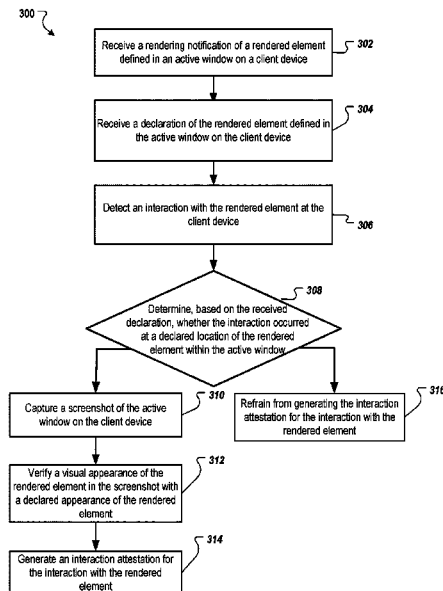 300
Receive a rendering notification of a rendered element
defined in an active window on a client device
302
Receive a declaration of the rendered element defined in
the active window on the client device
304
Detect an interaction with the rendered element at the
client device
306
308
Determine, based on the received
declaration, whether the interaction occurred
at a declared location of the rendered
element within the active window
310
Capture a screenshot of the active
window on the client device
316
Refrain from generating the interaction
attestation for the interaction with the
rendered element
312
Verify a visual appearance of the
rendered element in the screenshot with
a declared appearance of the rendered
element
314
Generate an interaction attestation for
the interaction with the rendered
element